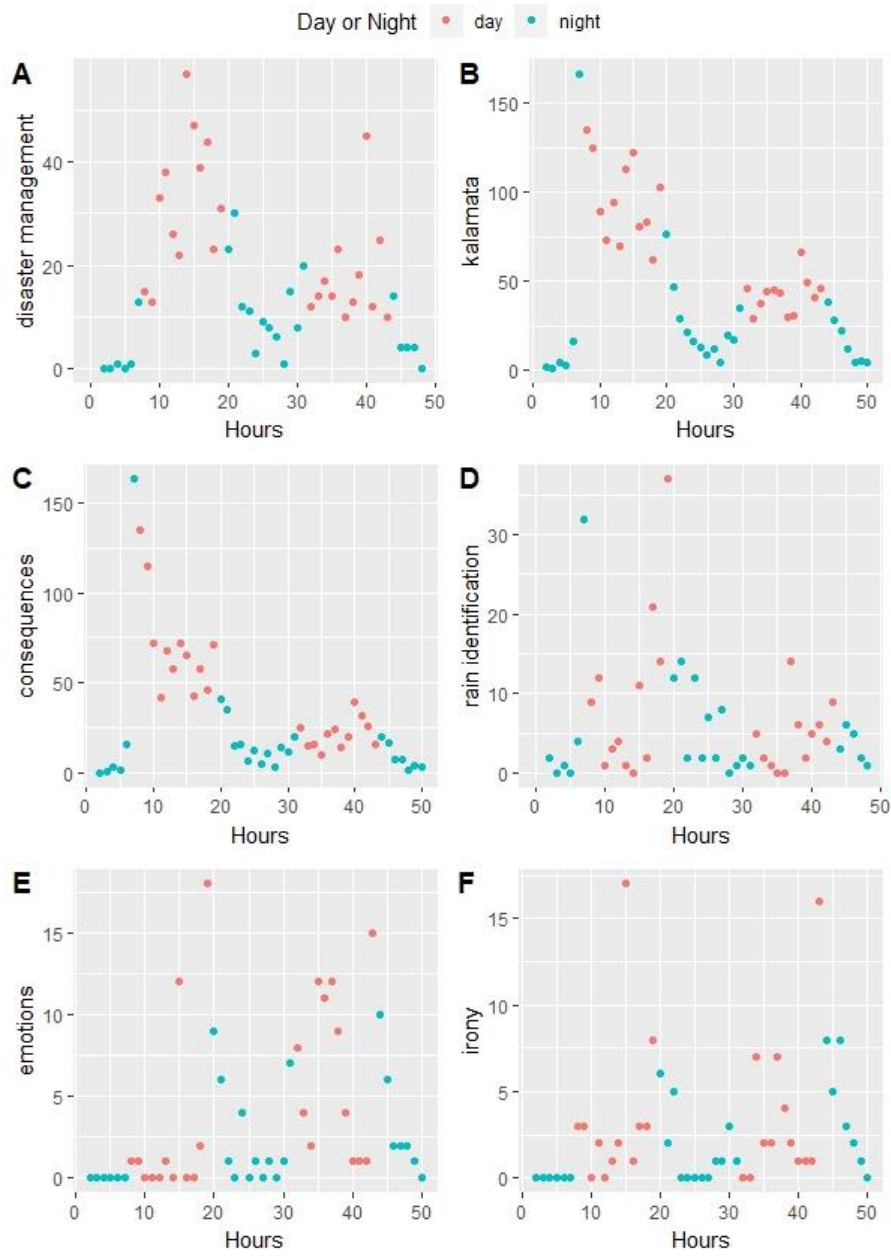 Day or Night day night
A
disaster management
40
20
0
0 10 20 30 40 50
Hours
B
kalamata
150
100
50
0
0 10 20 30 40 50
Hours
C
consequences
150
100
50
0
0 10 20 30 40 50
Hours
D
rain identification
30
20
10
0
0 10 20 30 40 50
Hours
E
emotions
15
10
5
0
0 10 20 30 40 50
Hours
F
irony
15
10
5
0
0 10 20 30 40 50
Hours